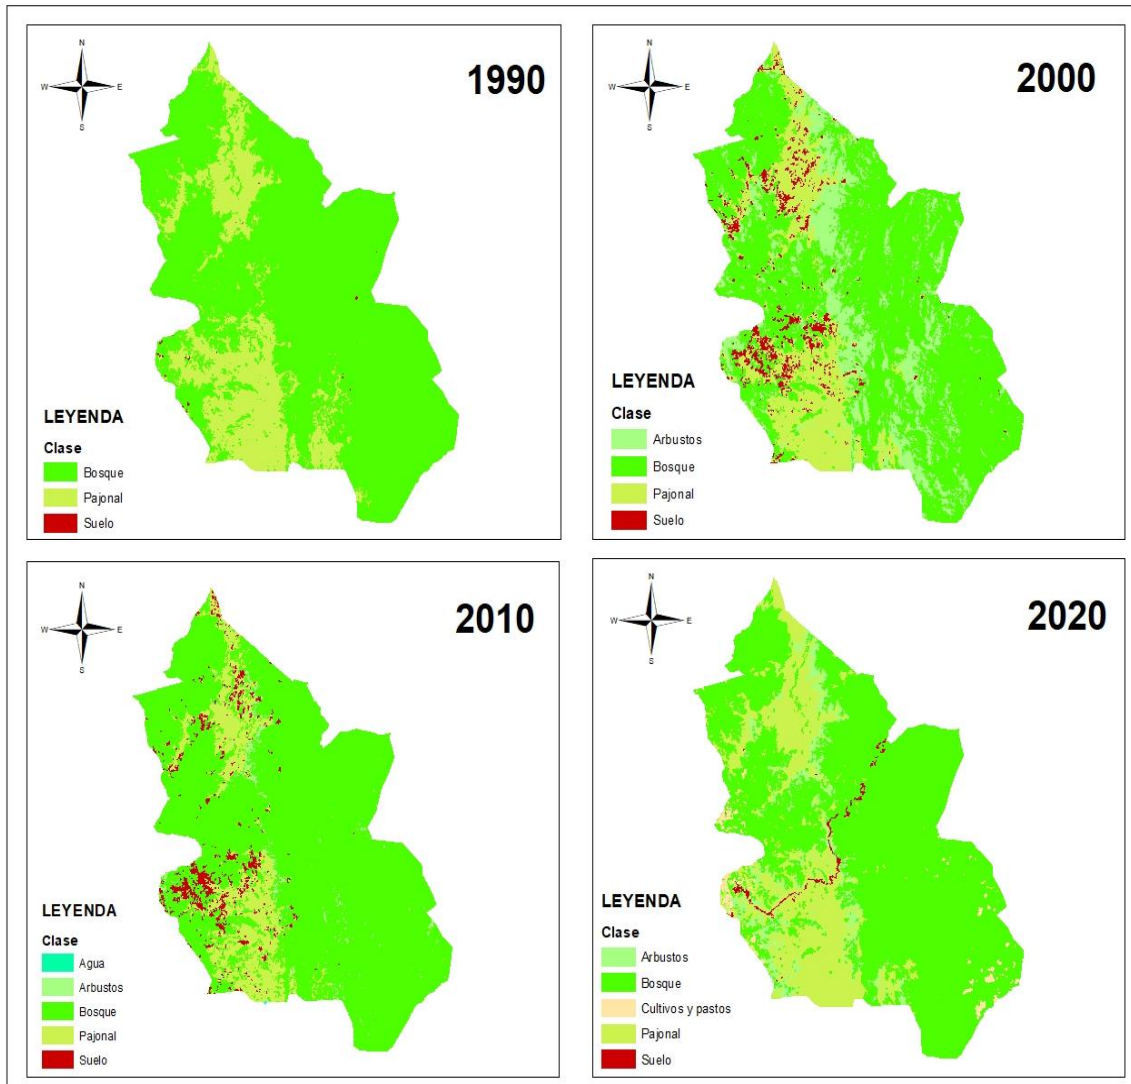 N
W E
S
1990
LEYENDA
Clase
Bosque
Pajonal
Suelo
N
W E
S
2000
LEYENDA
Clase
Arbustos
Bosque
Pajonal
Suelo
N
W E
S
2010
LEYENDA
Clase
Agua
Arbustos
Bosque
Pajonal
Suelo
N
W E
S
2020
LEYENDA
Clase
Arbustos
Bosque
Cultivos y pastos
Pajonal
Suelo